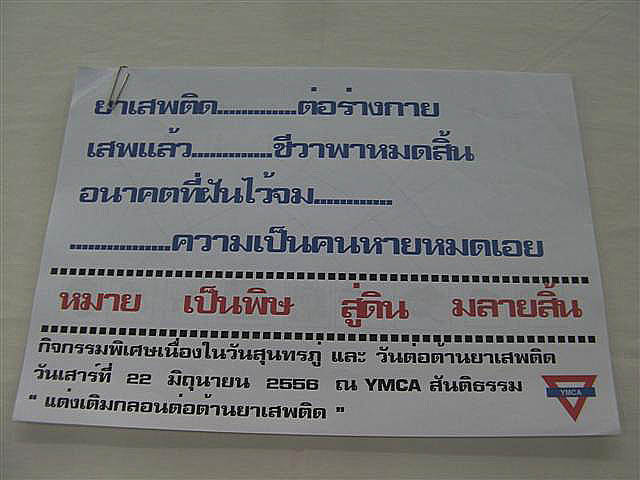 ยาเสพติด..............ต่อร่างกาย
เสพแล้ว..............ชีวาพาหมดสิ้น
อนาคตที่ฝันไว้จม..............
..................ความเป็นคนหายหมดเอย
หมาย เป็นพิษ สู่ดิน มลายสิ้น
กิจกรรมพิเศษเนื่องในวันสุนทรภู่ และ วันต่อต้านยาเสพติด
วันเสาร์ที่ 22 มิถุนายน 2556 ณ YMCA สันติธรรม
" แต่งเติมกลอนต่อต้านยาเสพติด "
YMCA